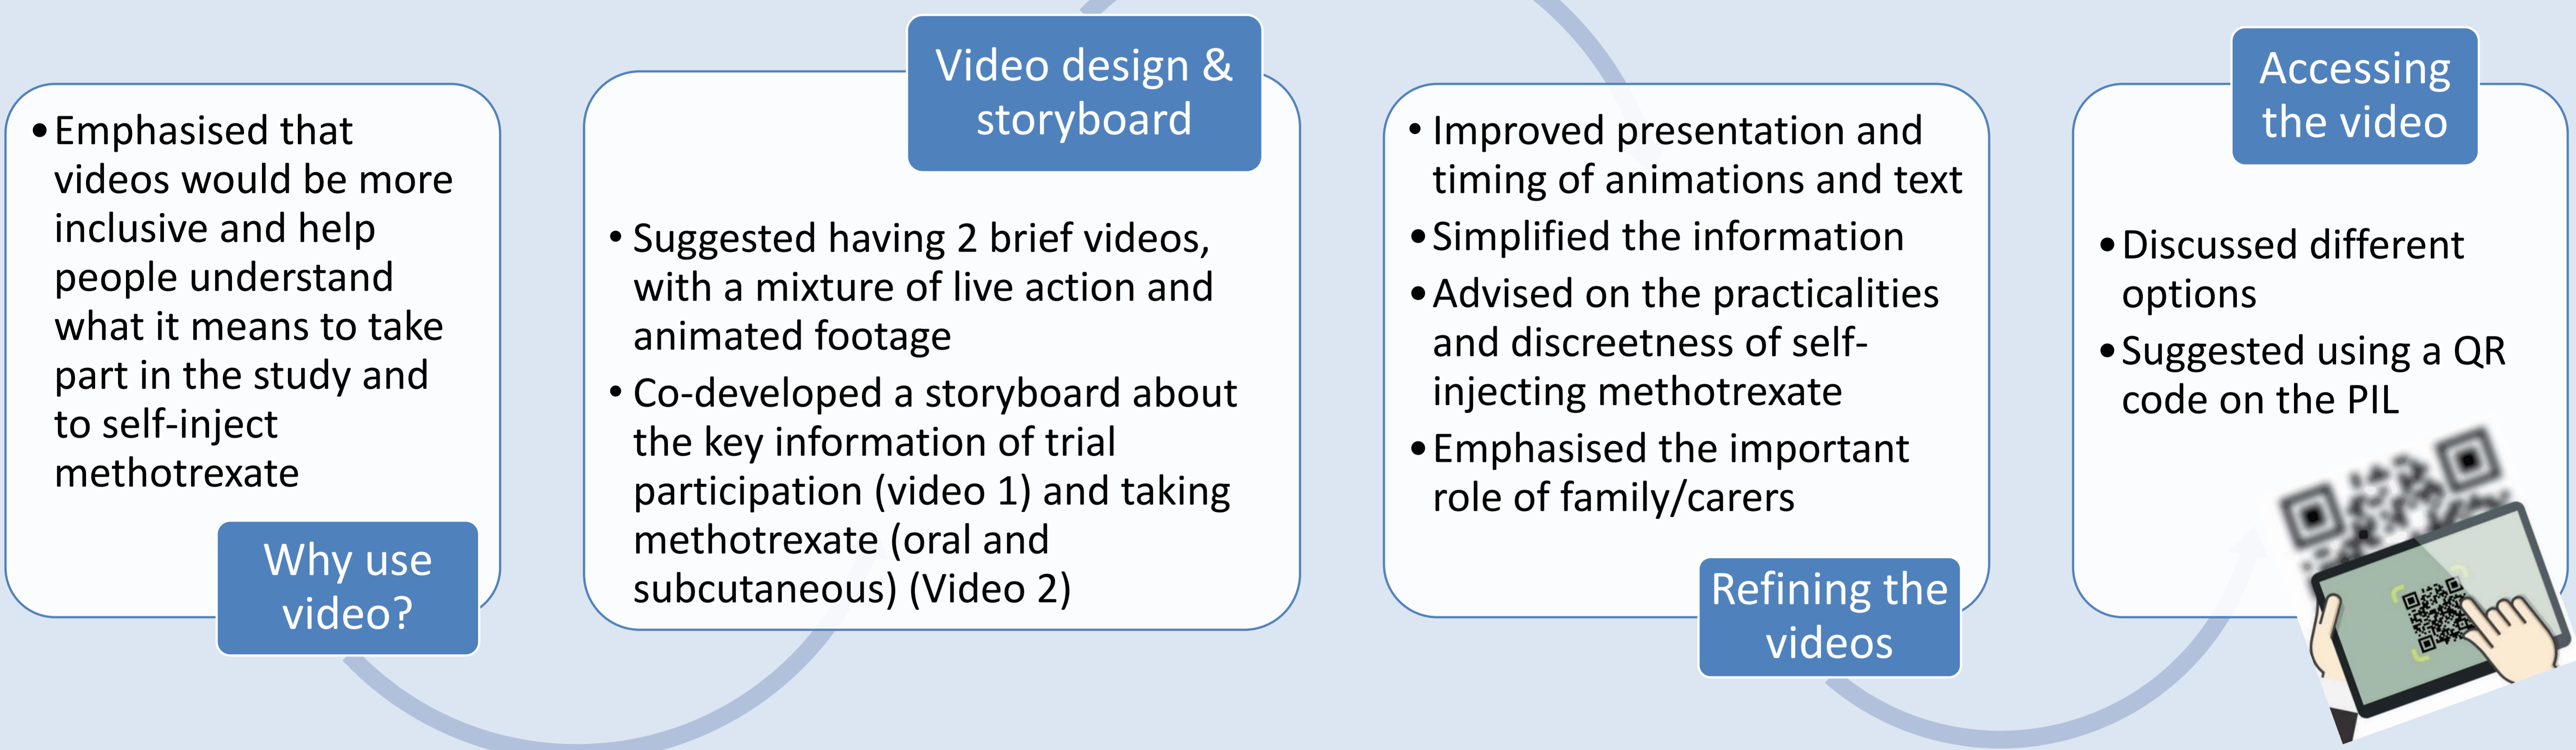 •Emphasised that
videos would be more
inclusive and help
people understand
what it means to take
part in the study and
to self-inject
methotrexate
Why use
video?
Video design &
storyboard
• Suggested having 2 brief videos,
with a mixture of live action and
animated footage
• Co-developed a storyboard about
the key information of trial
participation (video 1) and taking
methotrexate (oral and
subcutaneous) (Video 2)
• Improved presentation and
timing of animations and text
•Simplified the information
•Advised on the practicalities
and discreetness of self-
injecting methotrexate
•Emphasised the important
role of family/carers
Refining the
videos
Accessing
the video
•Discussed different
options
•Suggested using a QR
code on the PIL